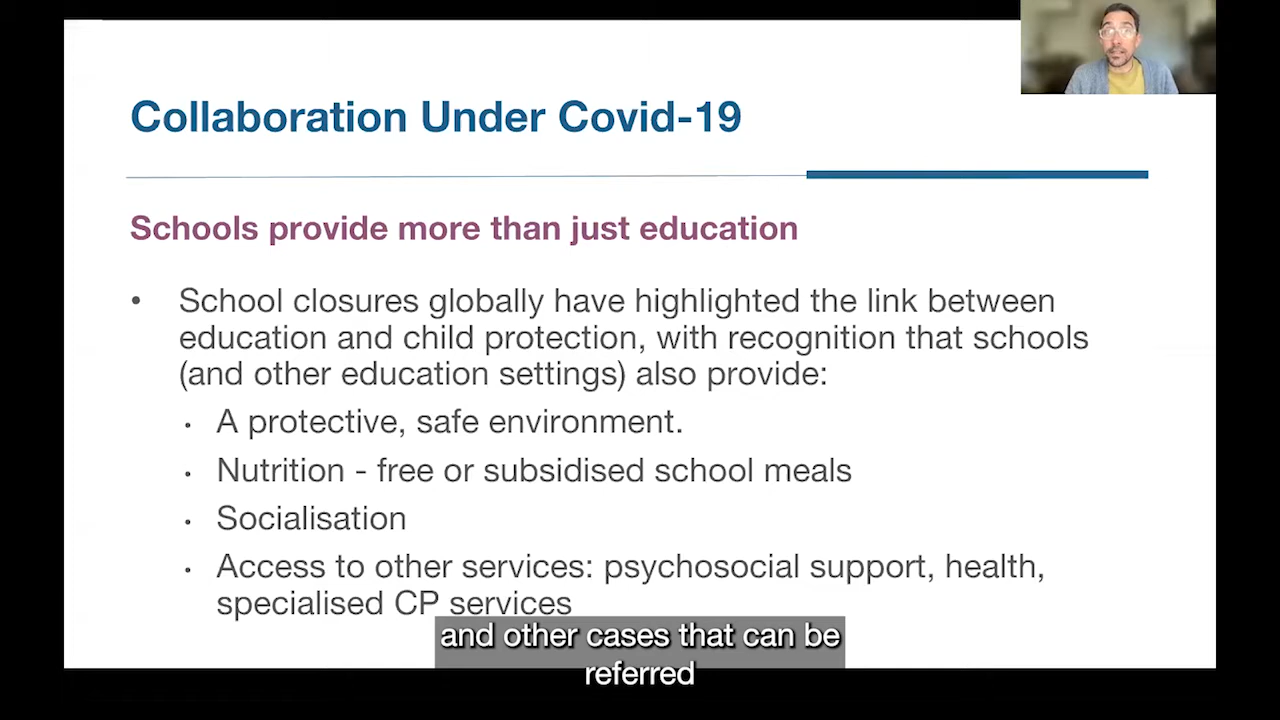 Collaboration Under Covid-19
Schools provide more than just education
• School closures globally have highlighted the link between
education and child protection, with recognition that schools
(and other education settings) also provide:
• A protective, safe environment.
• Nutrition - free or subsidised school meals
• Socialisation
• Access to other services: psychosocial support, health,
specialised CP services
and other cases that can be
referred